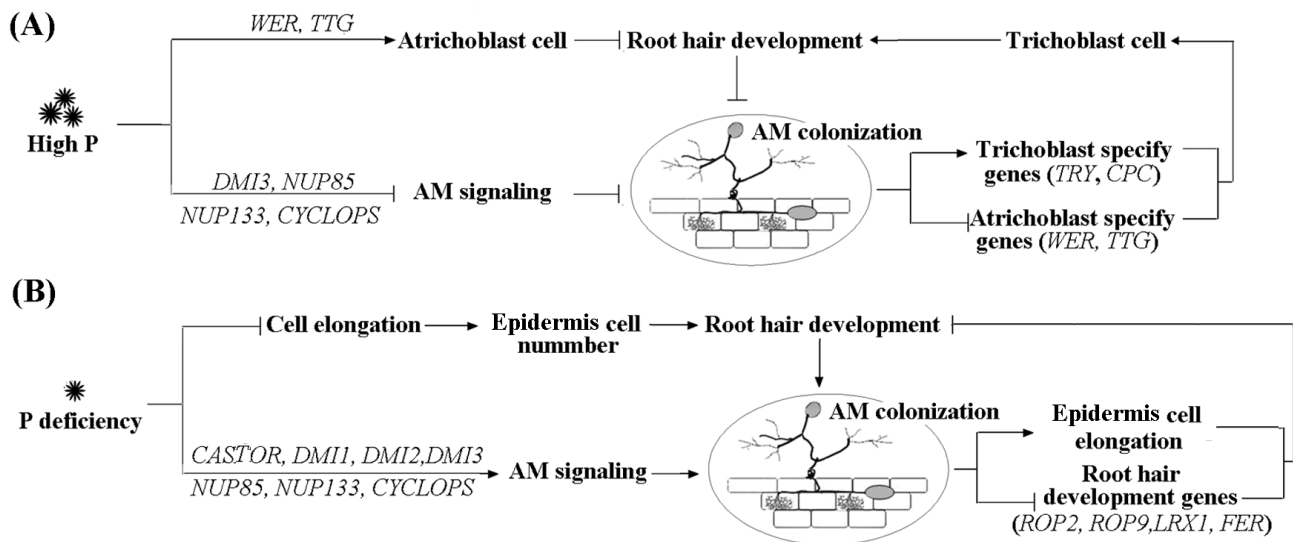 (A)
WER, TTG
Atrichoblast cell
Root hair development
Trichoblast cell
High P
AM colonization
DMI3, NUP85
NUP133, CYCLOPS
AM signaling
Trichoblast specify
genes (TRY, CPC)
Atrichoblast specify
genes (WER, TTG)
(B)
Cell elongation
Epidermis cell
nummber
Root hair development
P deficiency
AM colonization
CASTOR, DMI1, DMI2,DMI3
NUP85, NUP133, CYCLOPS
AM signaling
Epidermis cell
elongation
Root hair
development genes
(ROP2, ROP9,LRX1, FER)